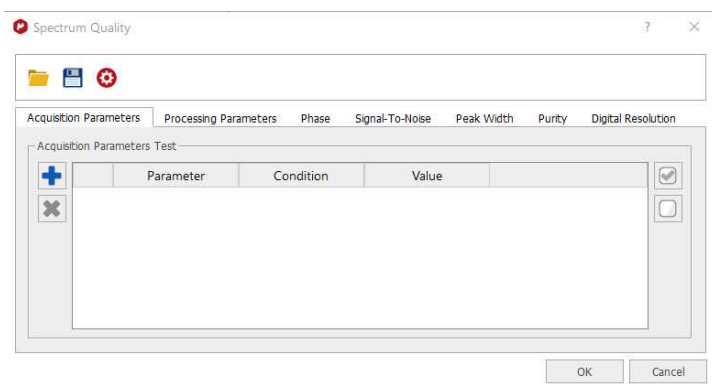 Spectrum Quality ?
Acquisition Parameters Processing Parameters Phase Signal-To-Noise Peak Width Purity Digital Resolution
Acquisition Parameters Test
Parameter Condition Value
OK Cancel